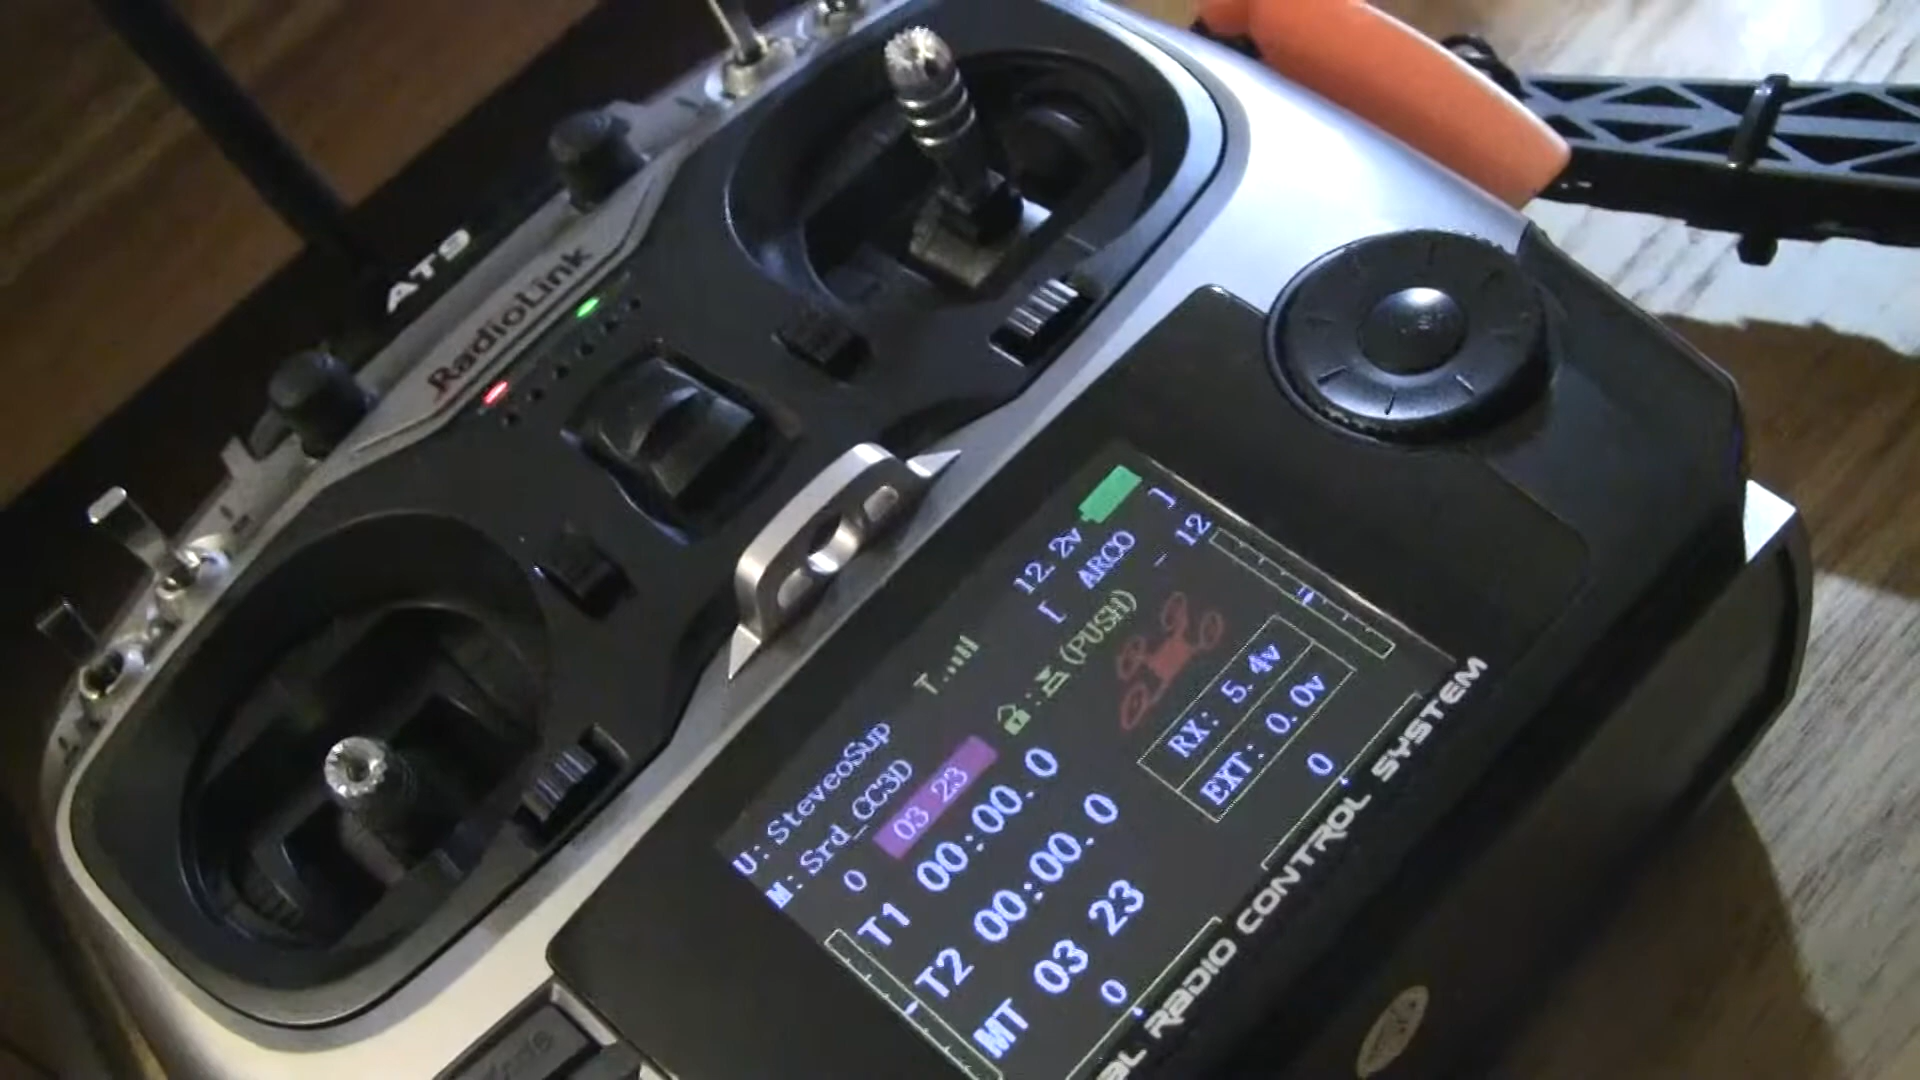 AT9
RadioLink
12.2v
[ ARCO ]
(PUSH)
- 12
U: SteveoSup
M: Srd_CC3D
0
03 23
T1 00:00.0
T2 00:00.0
MT 03 23
0
RX: 5.4v
EXT: 0.0v
0
RADIO CONTROL SYSTEM